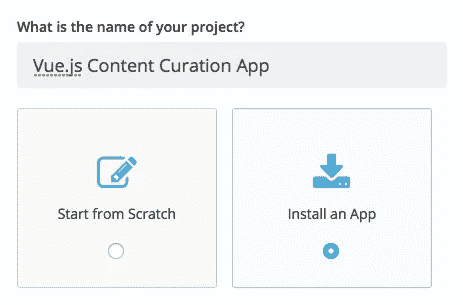 What is the name of your project?
Vue.js Content Curation App
Start from Scratch
Install an App